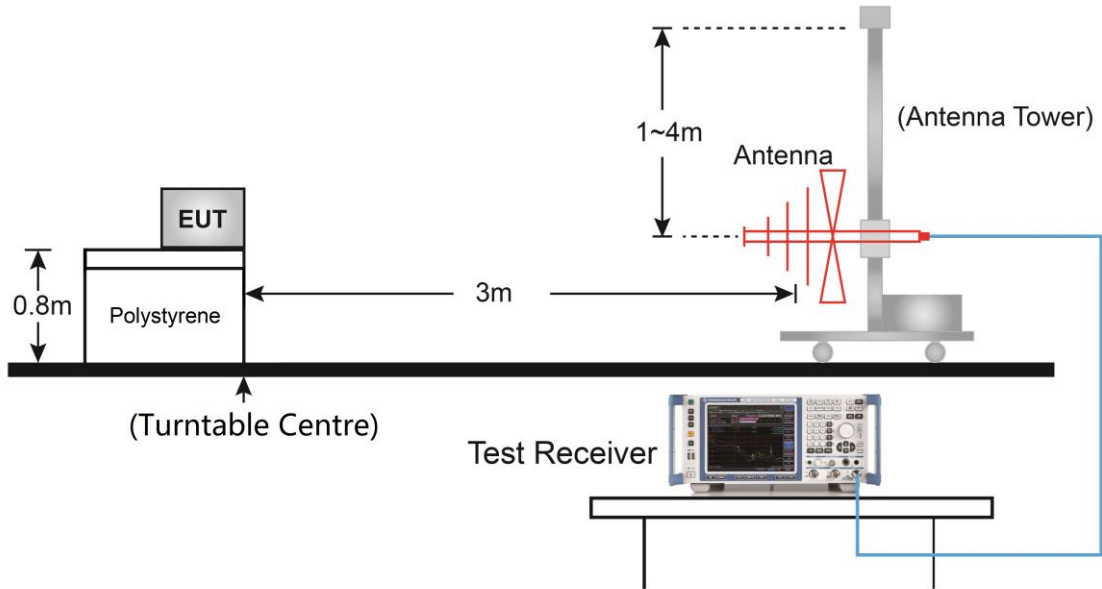 1~4m
(Antenna Tower)
Antenna
EUT
0.8m
Polystyrene
3m
(Turntable Centre)
Test Receiver